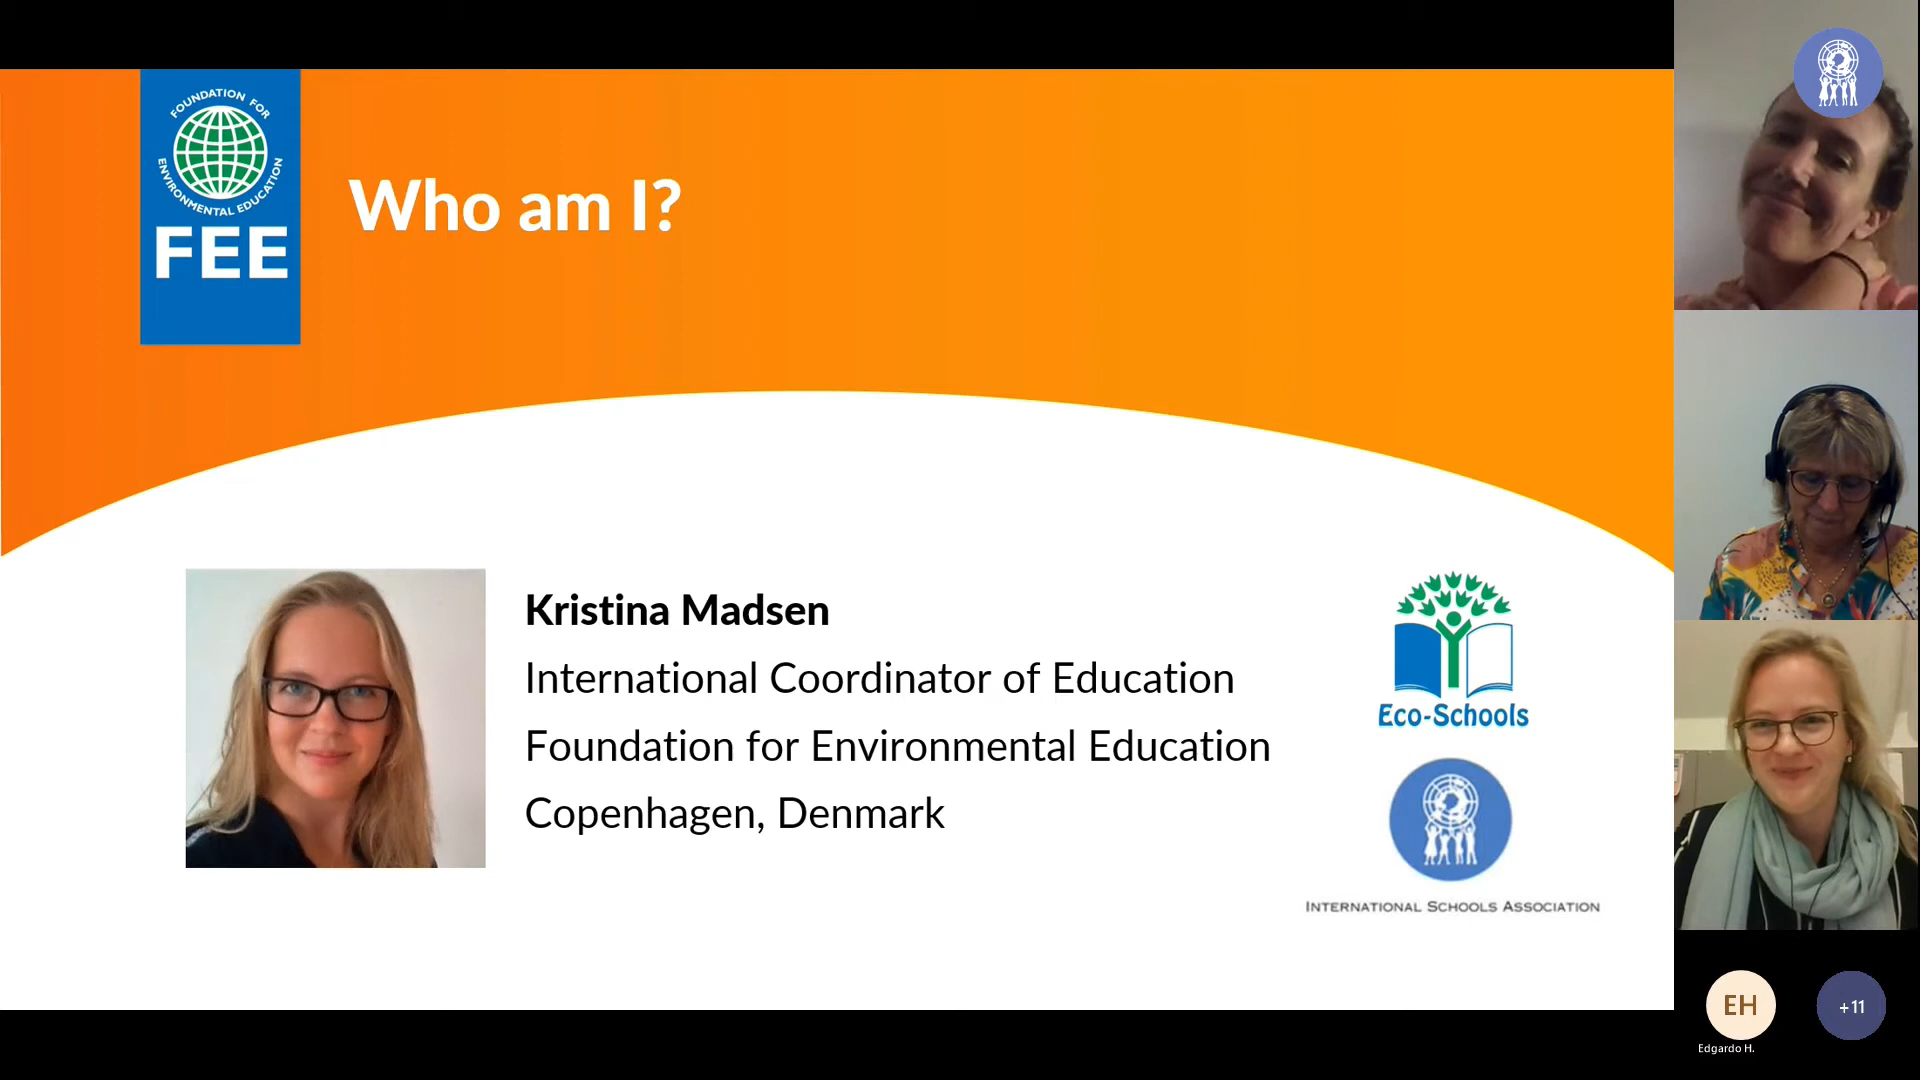 FOUNDATION FOR
ENVIRONMENTAL EDUCATION
FEE
Who am I?
Kristina Madsen
International Coordinator of Education
Foundation for Environmental Education
Copenhagen, Denmark
Eco-Schools
INTERNATIONAL SCHOOLS ASSOCIATION
EH
Edgardo H.
+11